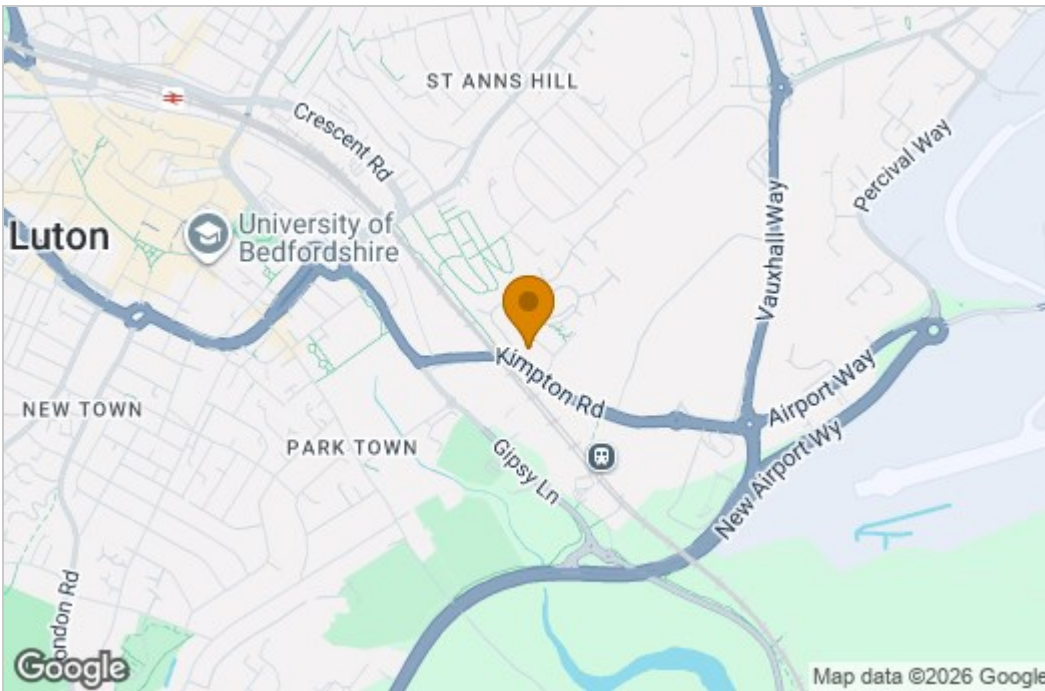 ST ANNS HILL
Crescent Rd
Percival Way
University of
Bedfordshire
Luton
Vauxhall Way
Kimpton Rd
Airport Way
NEW TOWN
PARK TOWN
Gipsy Ln
New Airport Wy
ondon Rd
Google
Map data ©2026 Google